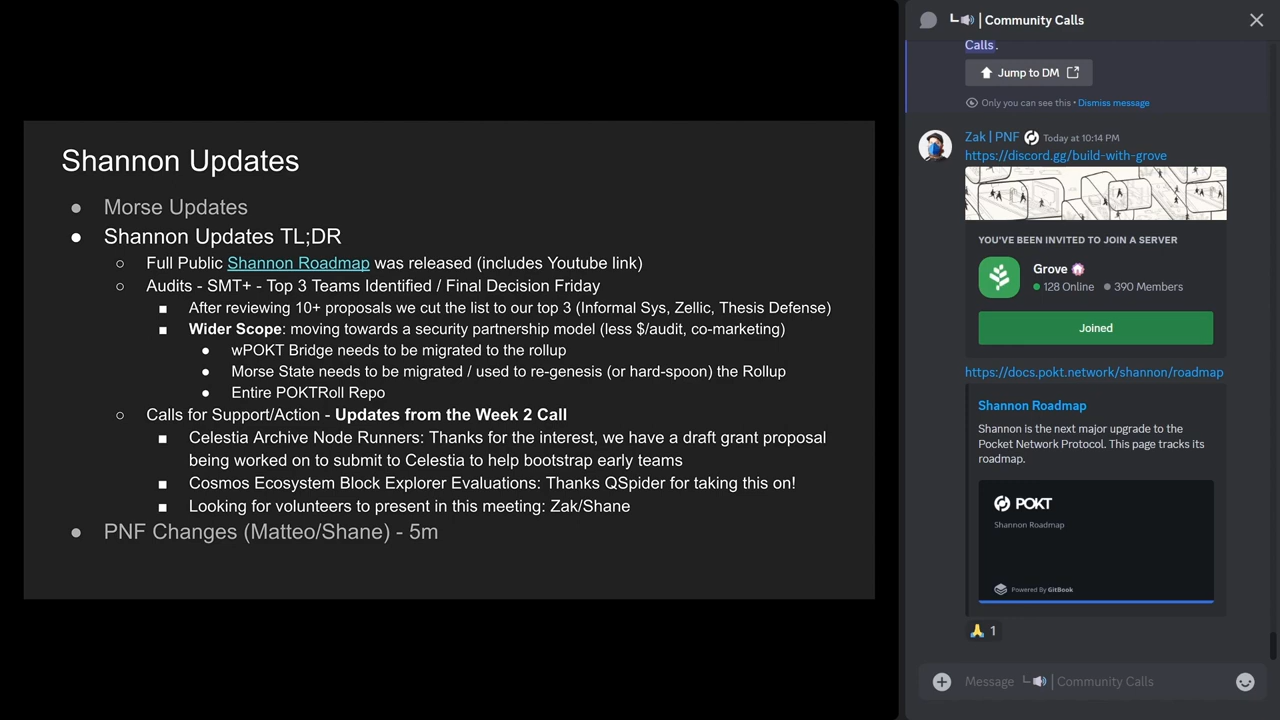 Shannon Updates
● Morse Updates
● Shannon Updates TL;DR
○ Full Public Shannon Roadmap was released (includes Youtube link)
○ Audits - SMT+ - Top 3 Teams Identified / Final Decision Friday
■ After reviewing 10+ proposals we cut the list to our top 3 (Informal Sys, Zellic, Thesis Defense)
■ Wider Scope: moving towards a security partnership model (less $/audit, co-marketing)
● wPOKT Bridge needs to be migrated to the rollup
● Morse State needs to be migrated / used to re-genesis (or hard-spoon) the Rollup
● Entire POKTRoll Repo
○ Calls for Support/Action - Updates from the Week 2 Call
■ Celestia Archive Node Runners: Thanks for the interest, we have a draft grant proposal
being worked on to submit to Celestia to help bootstrap early teams
■ Cosmos Ecosystem Block Explorer Evaluations: Thanks QSpider for taking this on!
■ Looking for volunteers to present in this meeting: Zak/Shane
● PNF Changes (Matteo/Shane) - 5m
Community Calls
Calls.
Jump to DM
Only you can see this • Dismiss message
Zak | PNF Today at 10:14 PM
https://discord.gg/build-with-grove
YOU'VE BEEN INVITED TO JOIN A SERVER
Grove
128 Online 390 Members
Joined
https://docs.pokt.network/shannon/roadmap
Shannon Roadmap
Shannon is the next major upgrade to the
Pocket Network Protocol. This page tracks its
roadmap.
POKT
Shannon Roadmap
Powered By GitBook
🙏 1
Message Community Calls